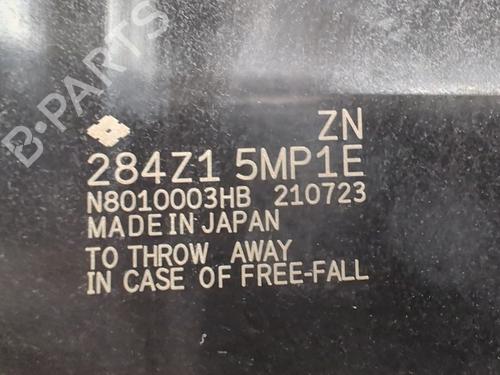 B-PARTS
ZN
284Z1 5MP1E
N8010003HB 210723
MADE IN JAPAN
TO THROW AWAY
IN CASE OF FREE-FALL